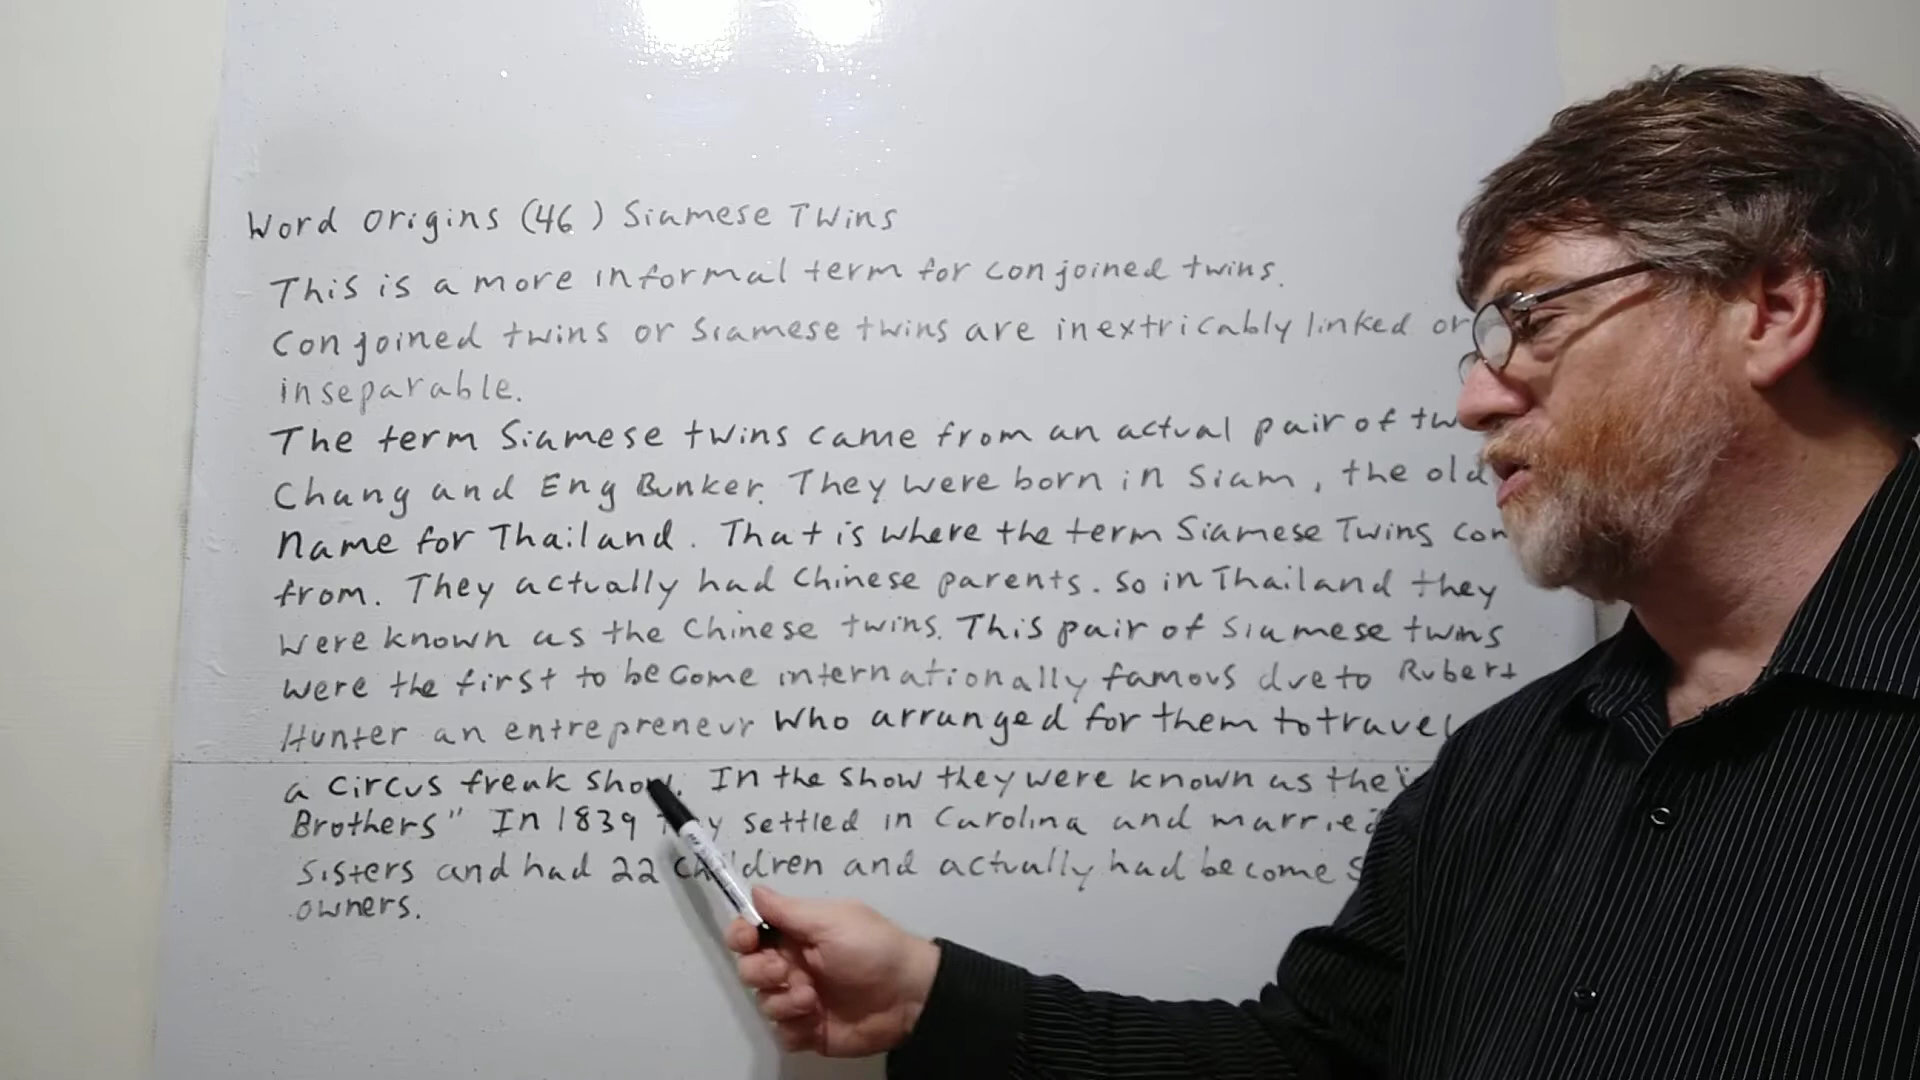 Word Origins (46) Siamese Twins
This is a more informal term for conjoined twins.
Conjoined twins or Siamese twins are inextricably linked or
inseparable.
The term Siamese twins came from an actual pair of tw
Chang and Eng Bunker. They were born in Siam, the old
name for Thailand. That is where the term Siamese Twins com
from. They actually had Chinese parents. So in Thailand they
were known as the Chinese twins. This pair of Siamese twins
were the first to become internationally famous due to Robert
Hunter an entrepreneur who arranged for them to travel
a circus freak show. In the show they were known as the "
Brothers" In 1839 they settled in Carolina and married
sisters and had 22 children and actually had become s
owners.